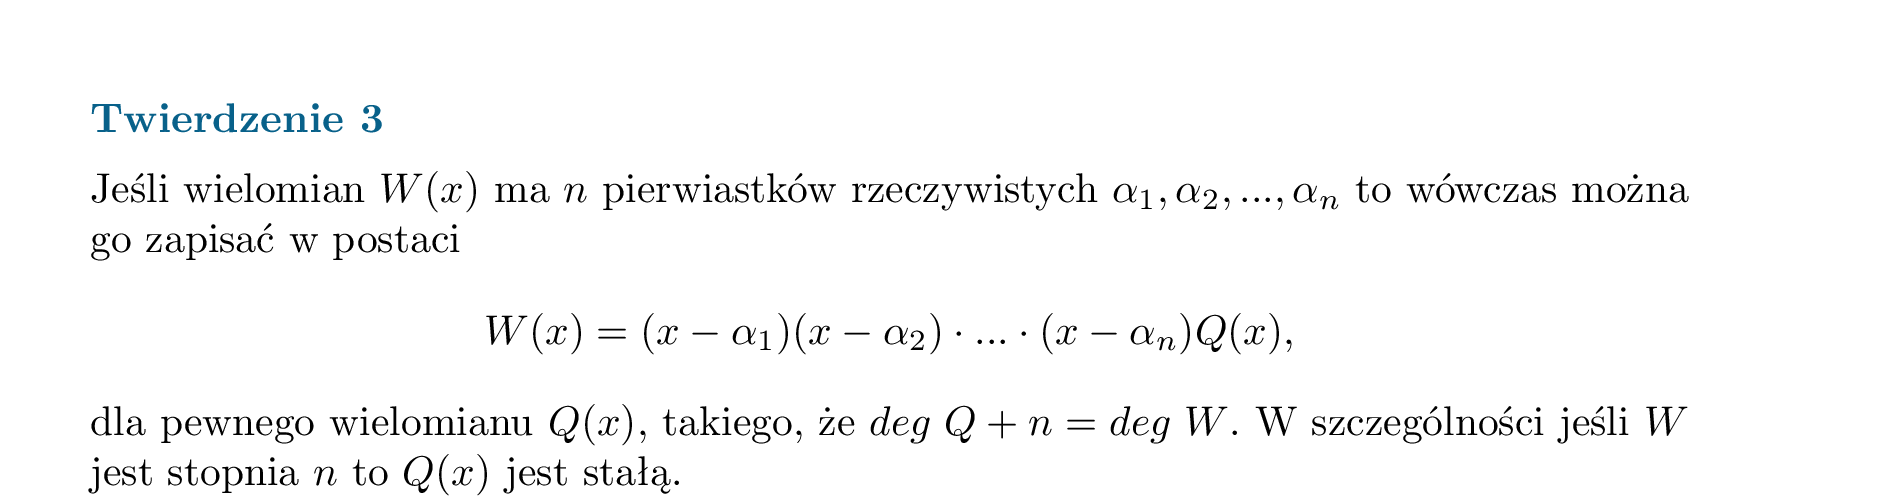 Twierdzenie 3
Jeśli wielomian W(x) ma n pierwiastków rzeczywistych α₁, α₂, ..., αₙ to wówczas można
go zapisać w postaci
W(x) = (x − α₁)(x − α₂) · ... · (x − αₙ)Q(x),
dla pewnego wielomianu Q(x), takiego, że deg Q + n = deg W. W szczególności jeśli W
jest stopnia n to Q(x) jest stałą.